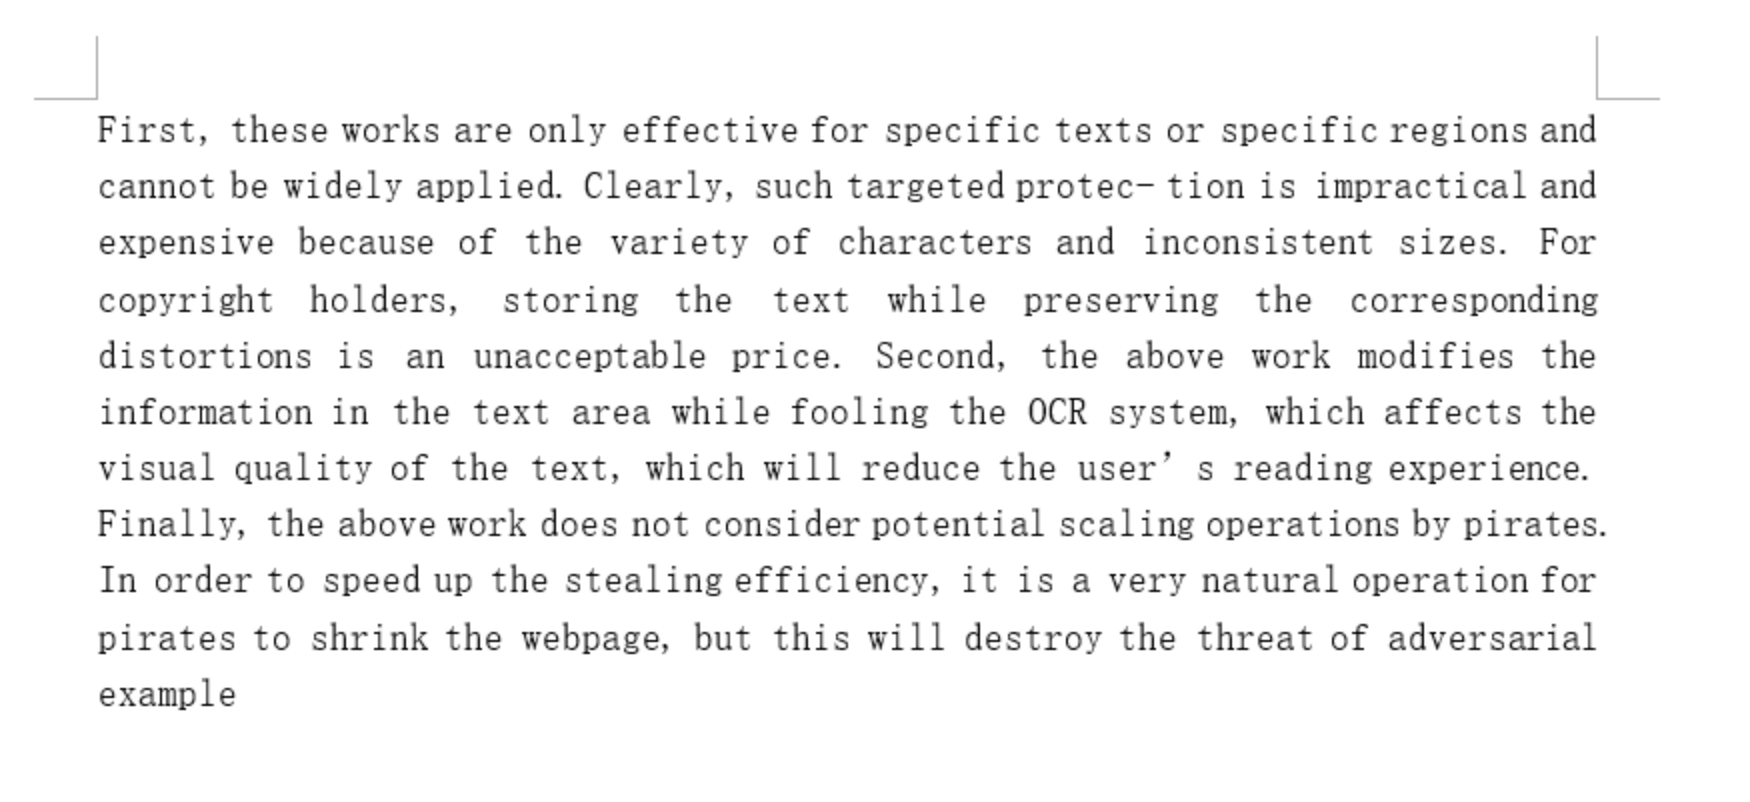 First, these works are only effective for specific texts or specific regions and
cannot be widely applied. Clearly, such targeted protec- tion is impractical and
expensive because of the variety of characters and inconsistent sizes. For
copyright holders, storing the text while preserving the corresponding
distortions is an unacceptable price. Second, the above work modifies the
information in the text area while fooling the OCR system, which affects the
visual quality of the text, which will reduce the user’ s reading experience.
Finally, the above work does not consider potential scaling operations by pirates.
In order to speed up the stealing efficiency, it is a very natural operation for
pirates to shrink the webpage, but this will destroy the threat of adversarial
example